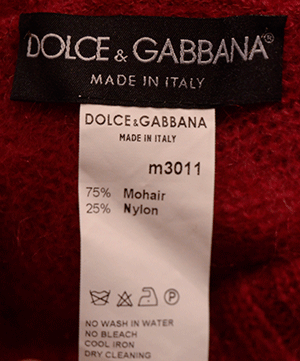 DOLCE & GABBANA®
MADE IN ITALY
DOLCE & GABBANA
MADE IN ITALY
m3011
75% Mohair
25% Nylon
P
NO WASH IN WATER
NO BLEACH
COOL IRON
DRY CLEANING